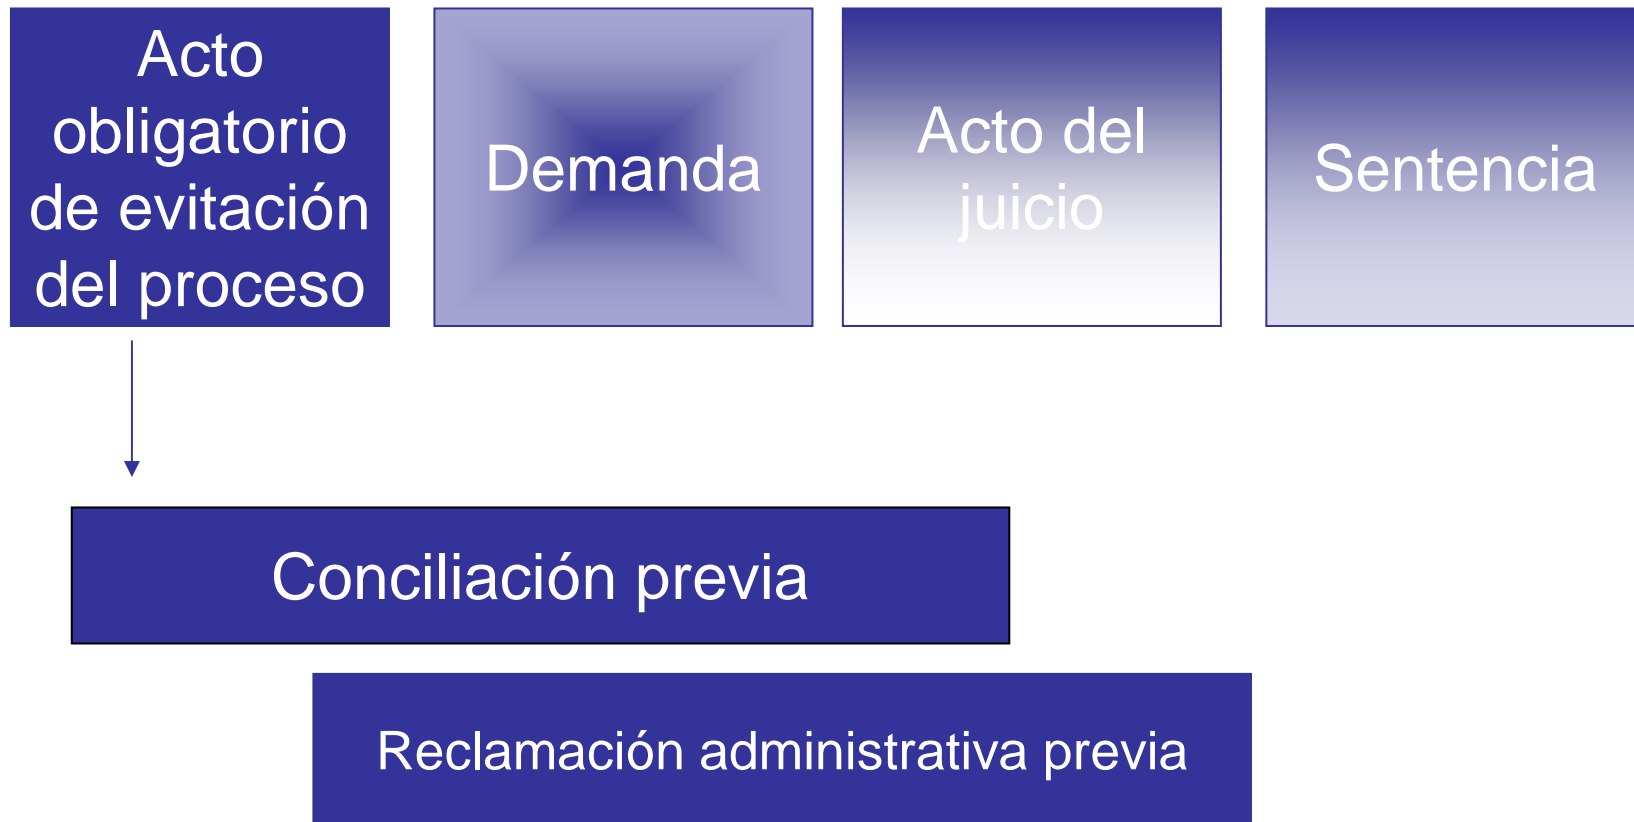 Acto
obligatorio
de evitación
del proceso
Demanda
Acto del
juicio
Sentencia
Conciliación previa
Reclamación administrativa previa